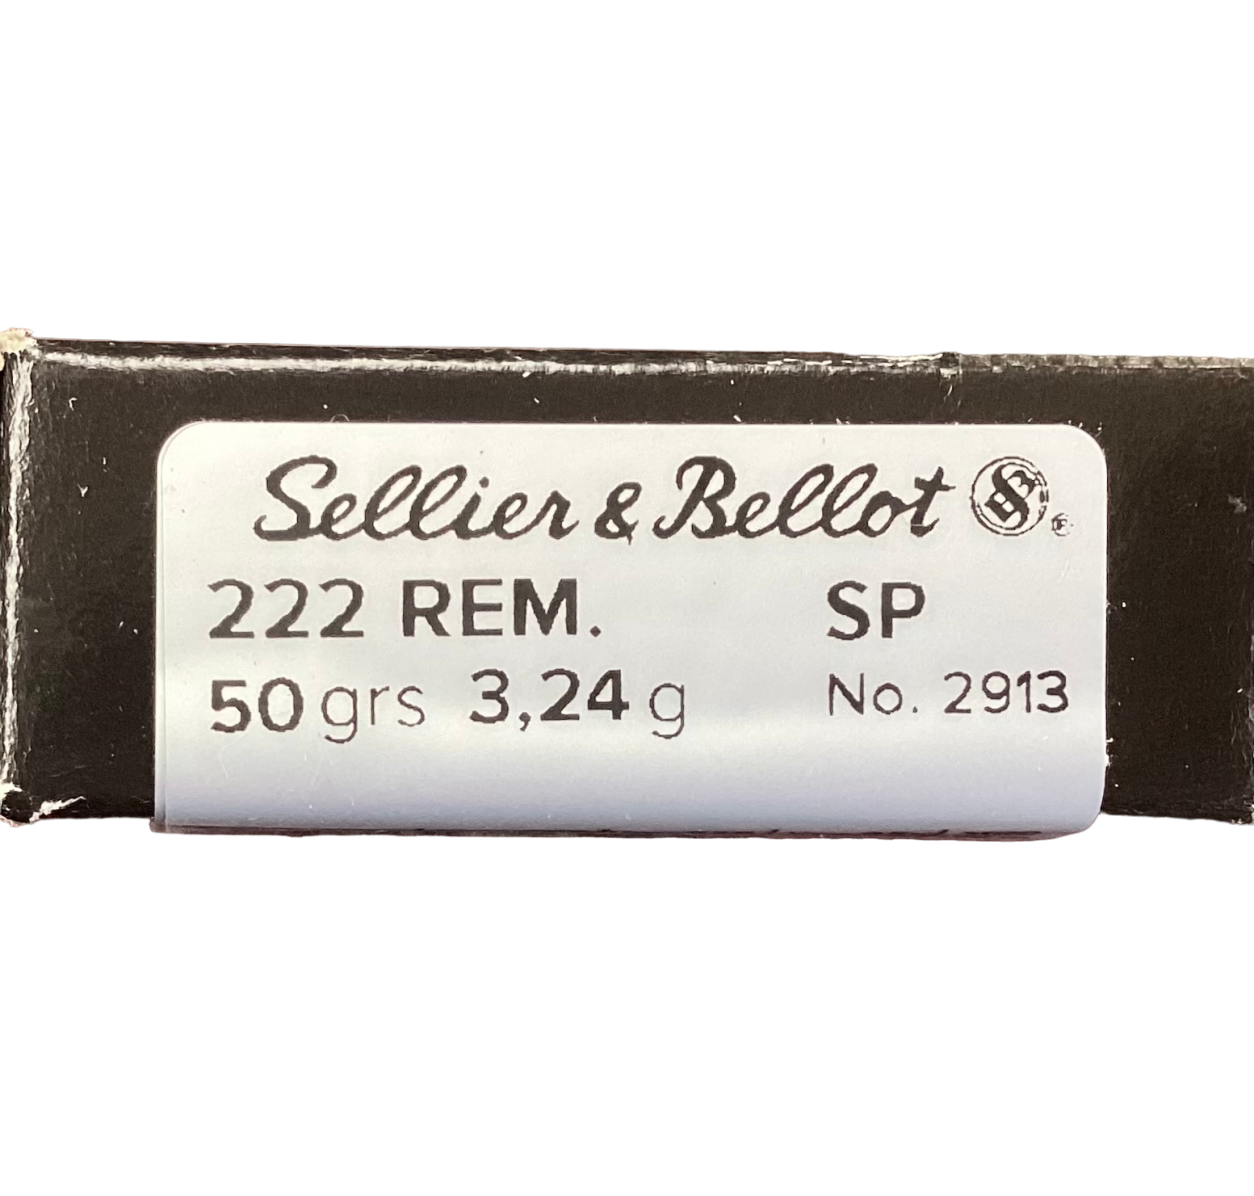 Sellier & Bellot
222 REM. SP
50 grs 3,24 g No. 2913